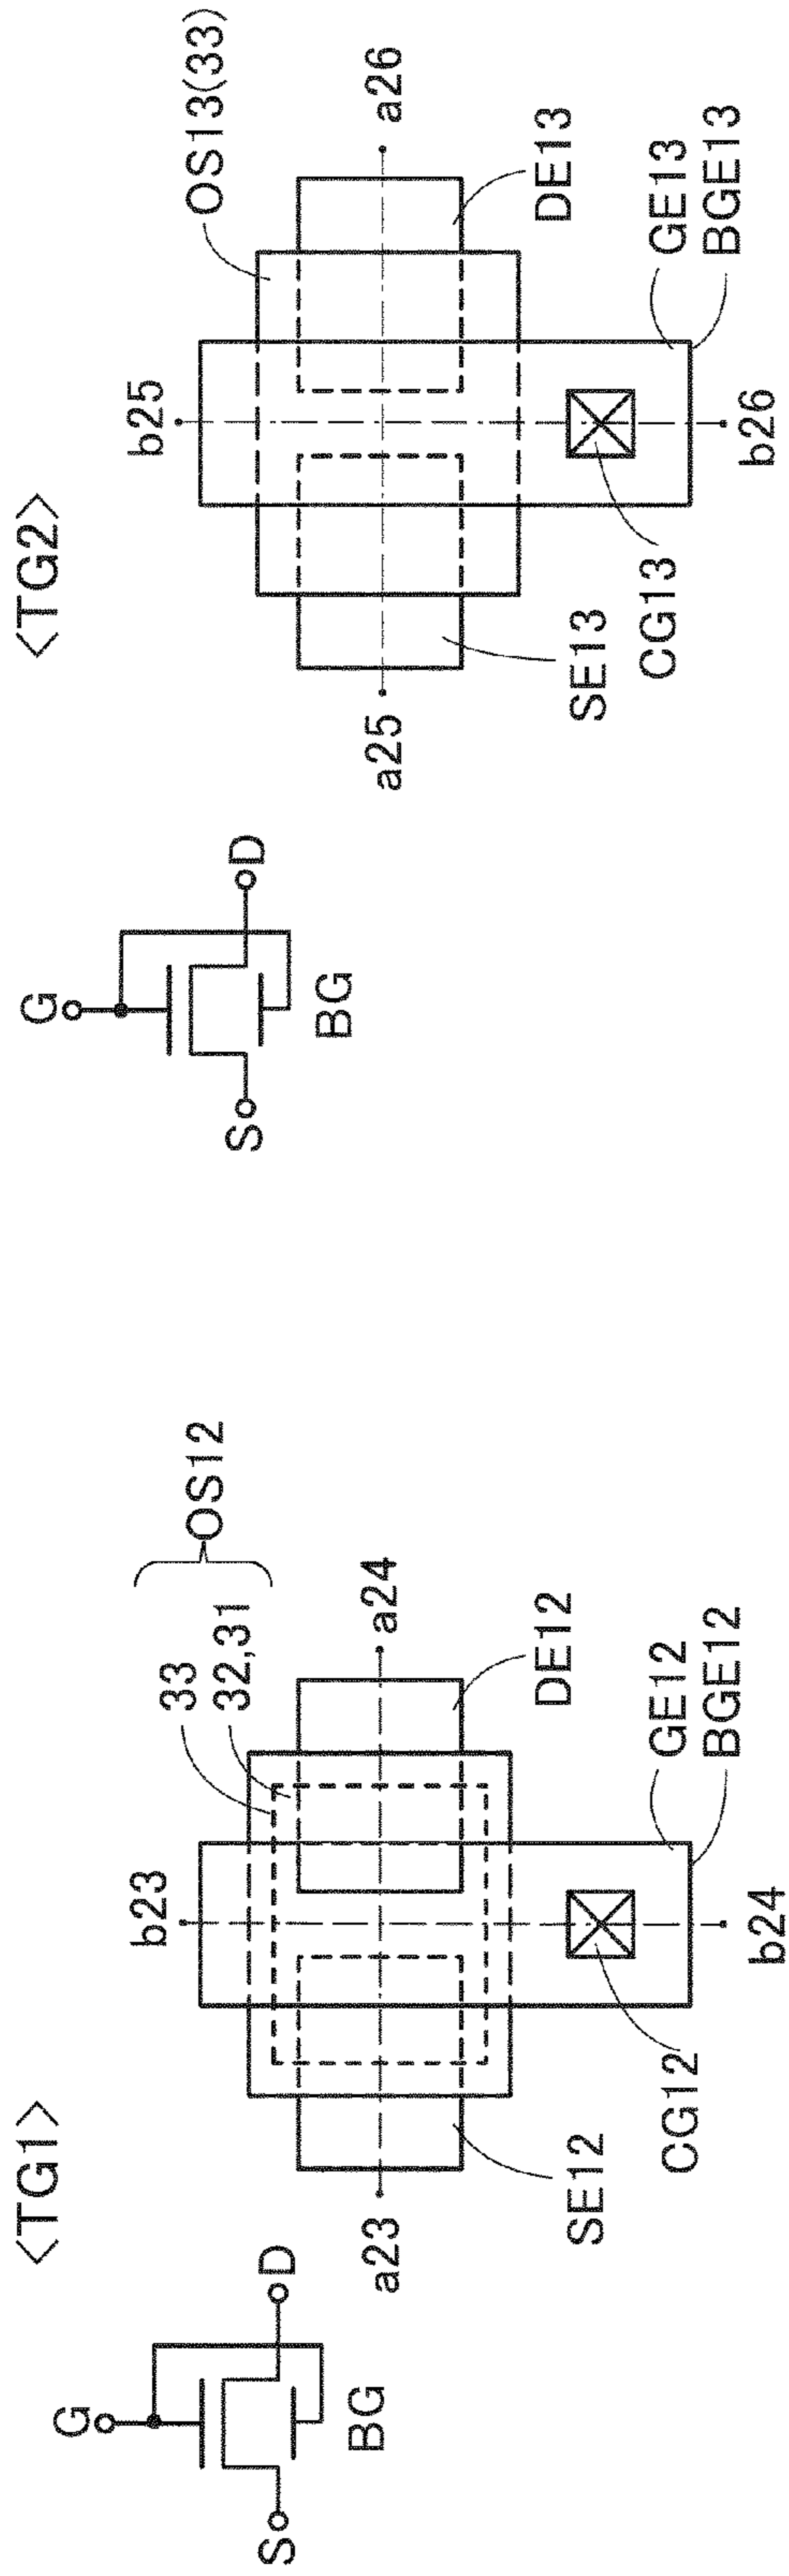 <TG1>
G
S
D
BG
b23
33
32,31
OS12
a23
a24
SE12
DE12
CG12
GE12
BGE12
b24
<TG2>
G
S
D
BG
b25
OS13(33)
a25
a26
SE13
DE13
CG13
GE13
BGE13
b26